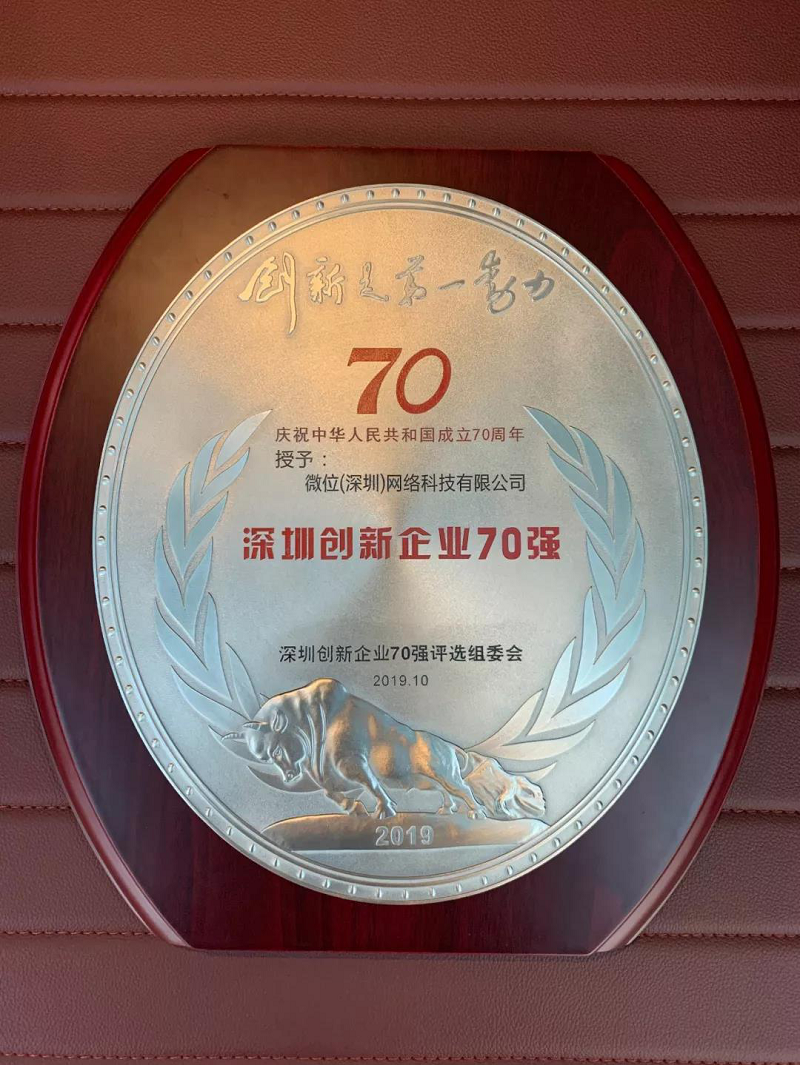 创新是第一動力
70
庆祝中华人民共和国成立70周年
授予：
微位(深圳)网络科技有限公司
深圳创新企业70强
深圳创新企业70强评选组委会
2019.10
2019